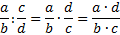 a/b : c/d = a/b · d/c = a · d / b · c